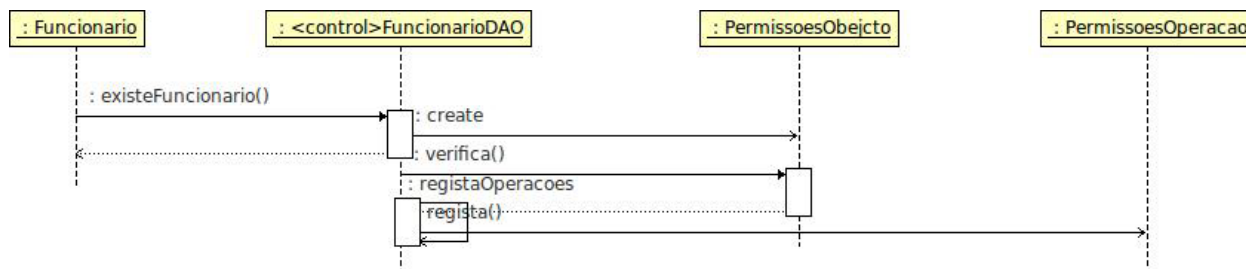 : Funcionario
: <control>FuncionarioDAO
: PermissoesObejcto
: PermissoesOperacao
: existeFuncionario()
: create
: verifica()
: registaOperacoes
regista()